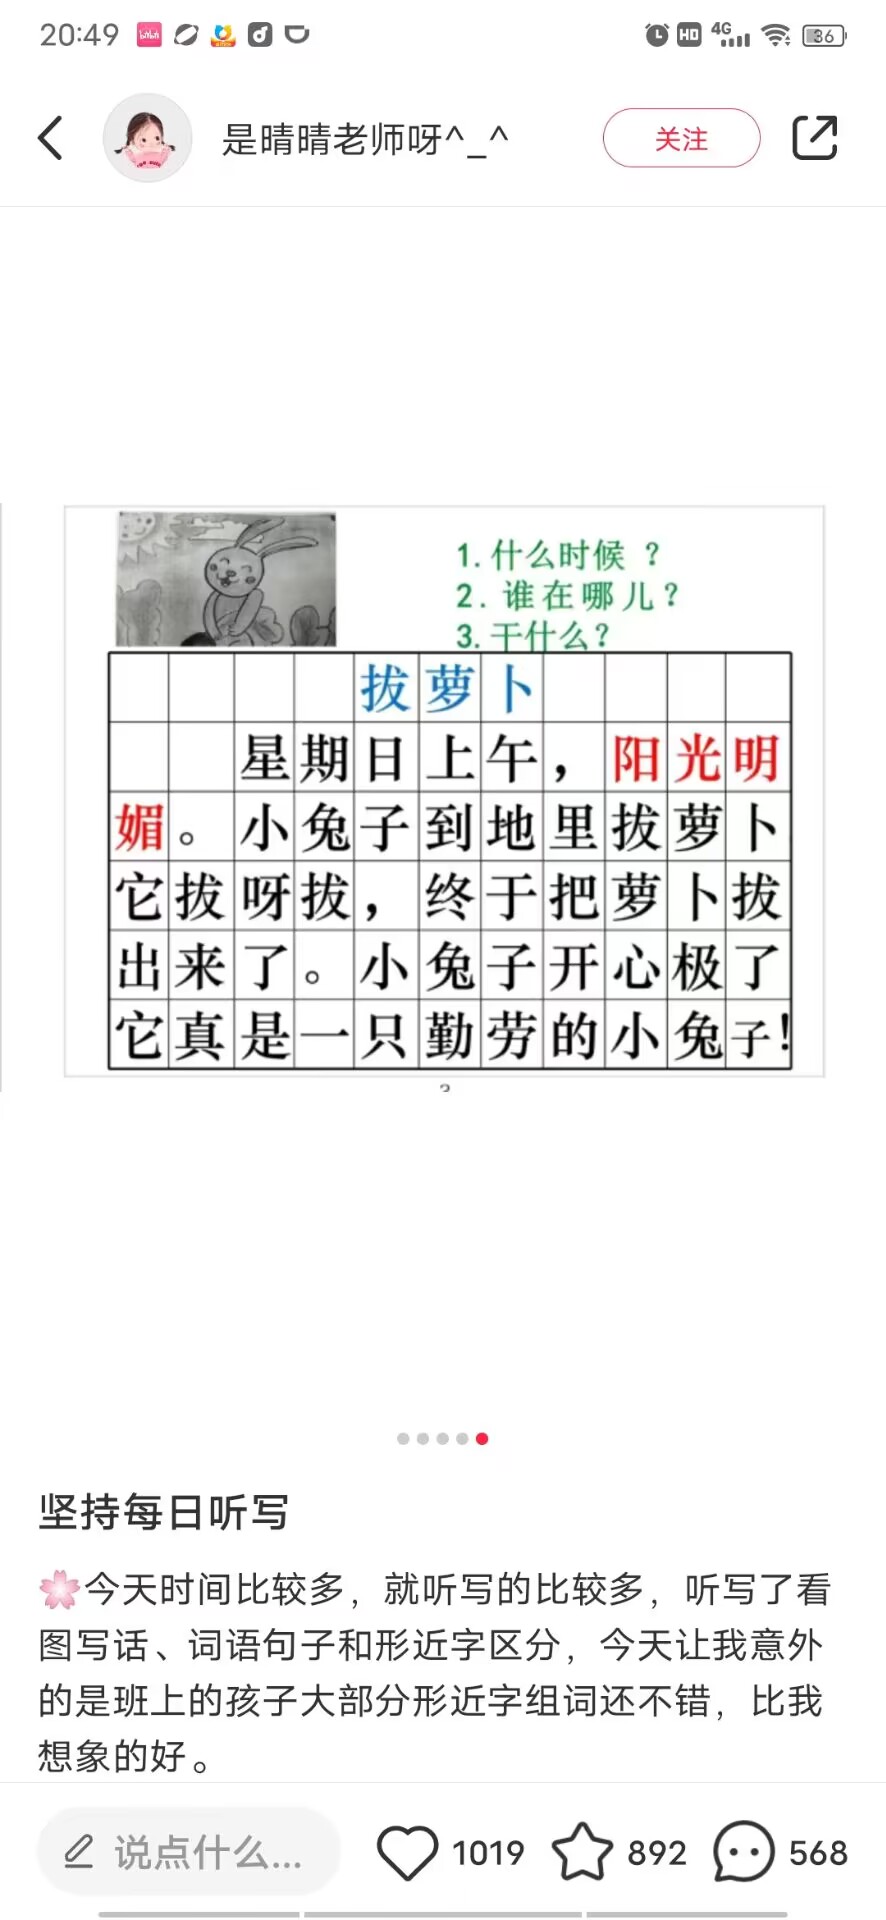 20:49
HD 4G 36
是晴晴老师呀^_^
关注
1.什么时候 ?
2. 谁在哪儿?
3.干什么?
拔萝卜
星期日上午，阳光明
媚。小兔子到地里拔萝卜
它拔呀拔，终于把萝卜拔
出来了。小兔子开心极了
它真是一只勤劳的小兔子!
坚持每日听写
🌸今天时间比较多，就听写的比较多，听写了看
图写话、词语句子和形近字区分，今天让我意外
的是班上的孩子大部分形近字组词还不错，比我
想象的好。
说点什么...
1019
892
568